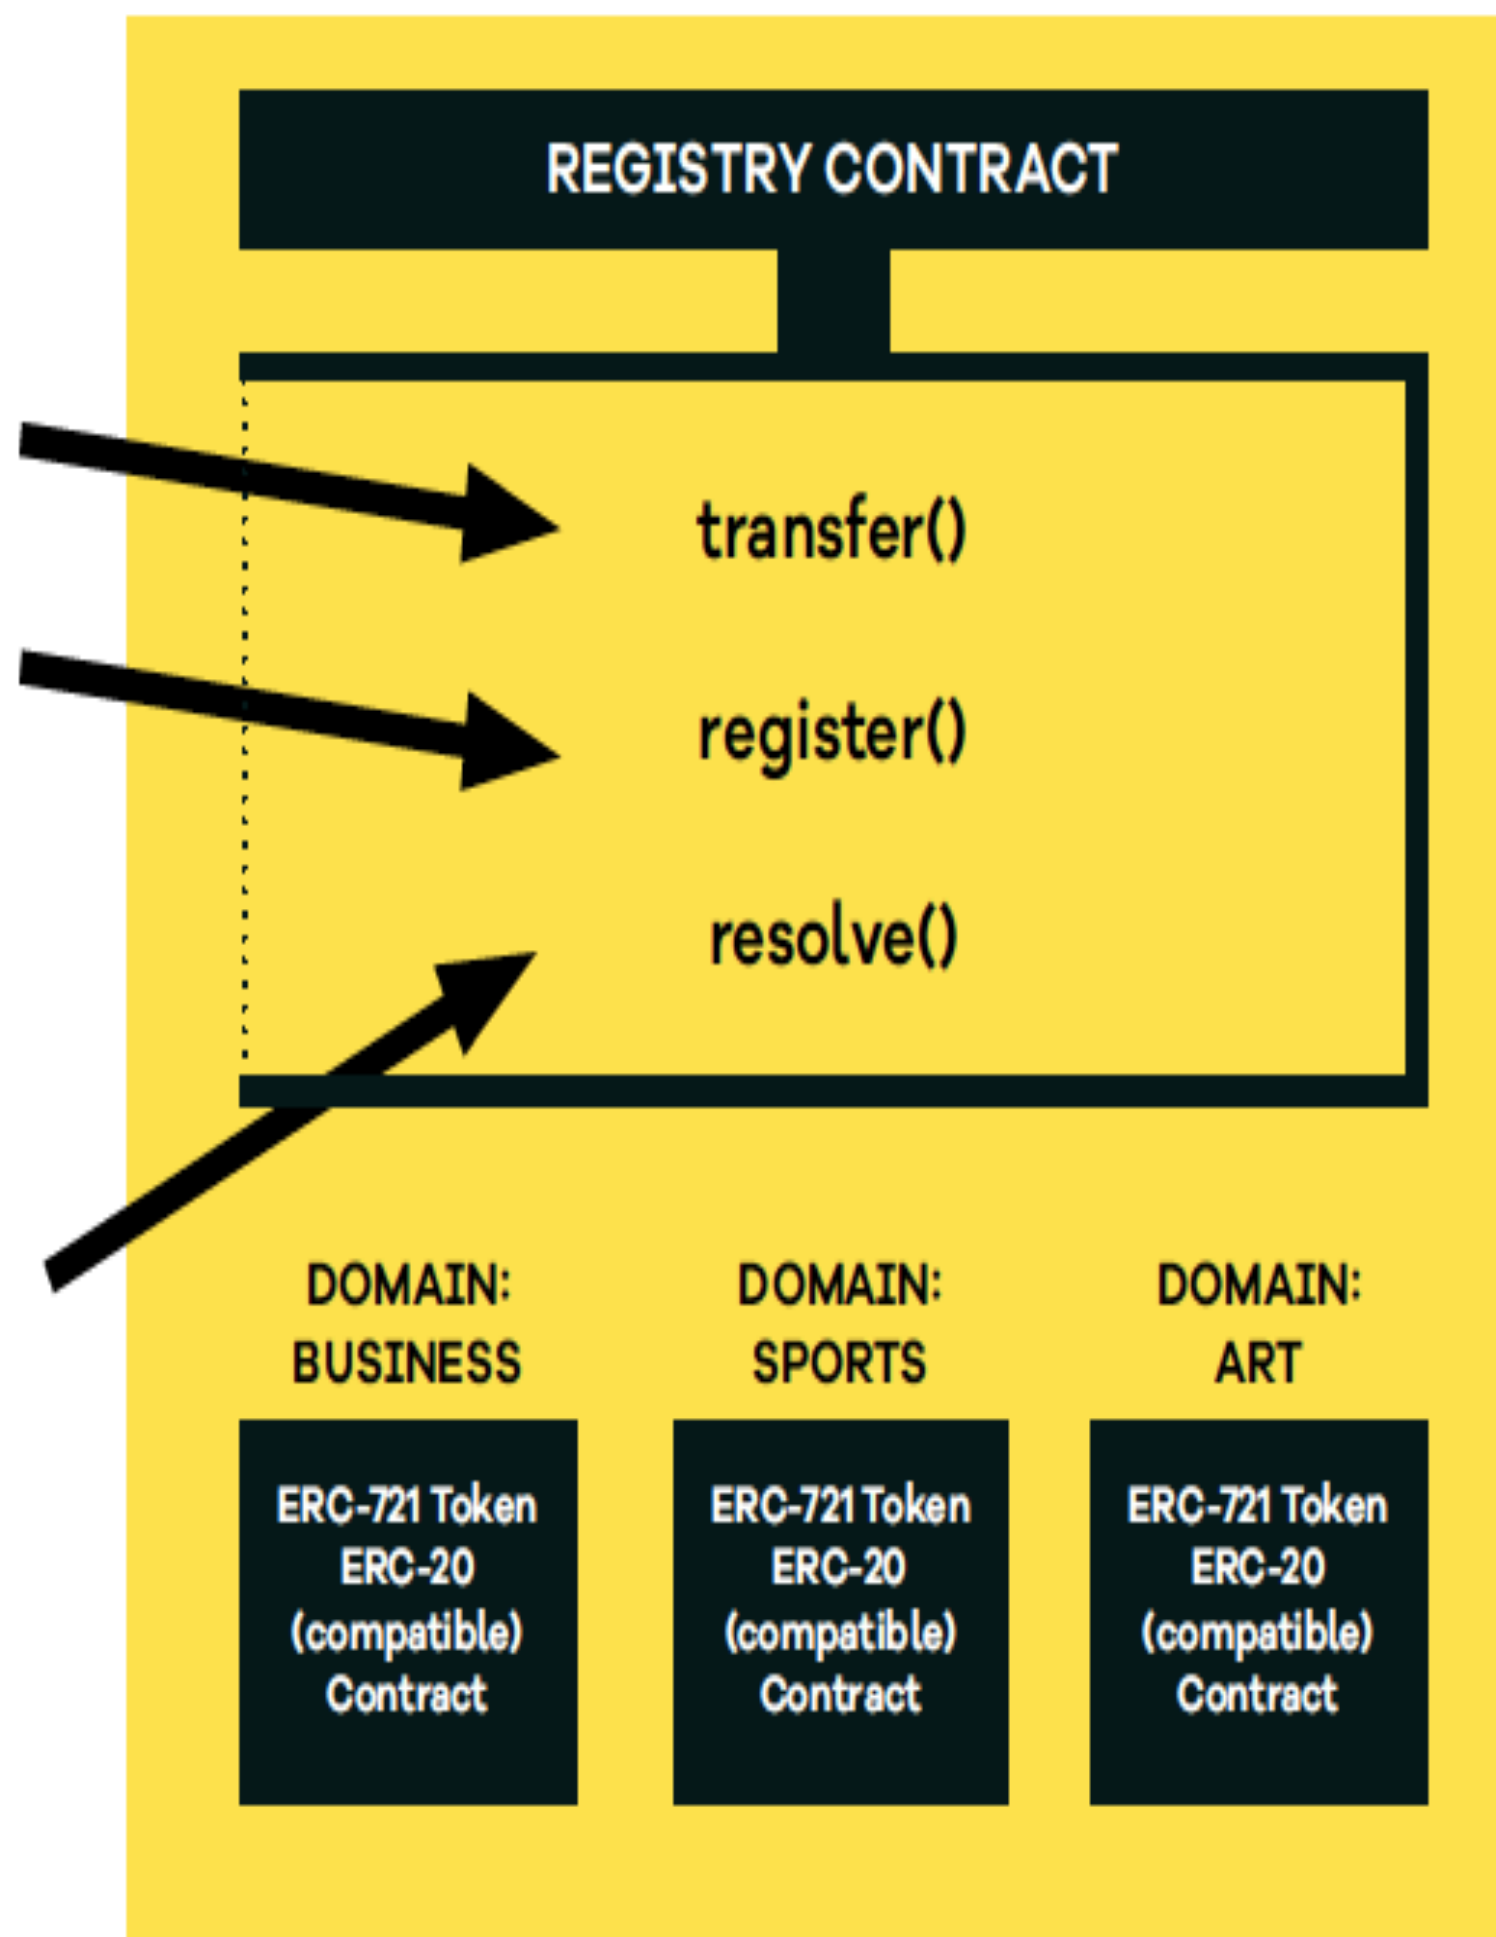 REGISTRY CONTRACT
transfer()
register()
resolve()
DOMAIN:
BUSINESS
ERC-721 Token
ERC-20
(compatible)
Contract
DOMAIN:
SPORTS
ERC-721 Token
ERC-20
(compatible)
Contract
DOMAIN:
ART
ERC-721 Token
ERC-20
(compatible)
Contract